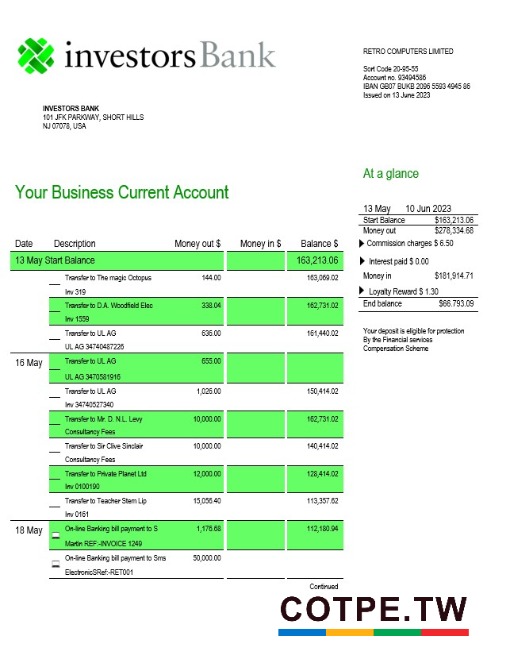 investorsBank
RETRO COMPUTERS LIMITED
Sort Code 20-95-55
Account no. 93494586
IBAN GB07 BUKB 2096 5593 4945 86
Issued on 13 June 2023
INVESTORS BANK
101 JFK PARKWAY, SHORT HILLS
NJ 07078, USA
At a glance
Your Business Current Account
13 May 10 Jun 2023
Start Balance $163,213.06
Money out $278,334.68
Commission charges $ 6.50
Interest paid $ 0.00
Money in $181,914.71
Loyalty Reward $ 1.30
End balance $66.793.09
Your deposit is eligible for protection
By the Financial services
Compensation Scheme.
Date Description Money out $ Money in $ Balance $
13 May Start Balance 163,213.06
Transfer to The magic Octopus 144.00 163,069.02
Inv 319
Transfer to D.A. Woodfield Elec 338.04 162,731.02
Inv 1559
Transfer to UL AG 636.00 161,440.02
UL AG 34740487226
16 May Transfer to UL AG 655.00
UL AG 3470581916
Transfer to UL AG 1,026.00 150,414.02
Inv 34740527340
Transfer to Mr. D. N.L. Levy 10,000.00 162,731.02
Consultancy Fees
Transfer to Sir Clive Sinclair 10,000.00 140,414.02
Consultancy Fees
Transfer to Private Planet Ltd 12,000.00 128,414.02
Inv 0100190
Transfer to Teacher Stem Lip 15,056.40 113,357.62
Inv 0161
18 May On-line Banking bill payment to S 1,176.68 112,180.94
Martin REF:-INVOICE 1249
On-line Banking bill payment to Sms 50,000.00
ElectronicSRef:-RET001
Continued
COTPE.TW